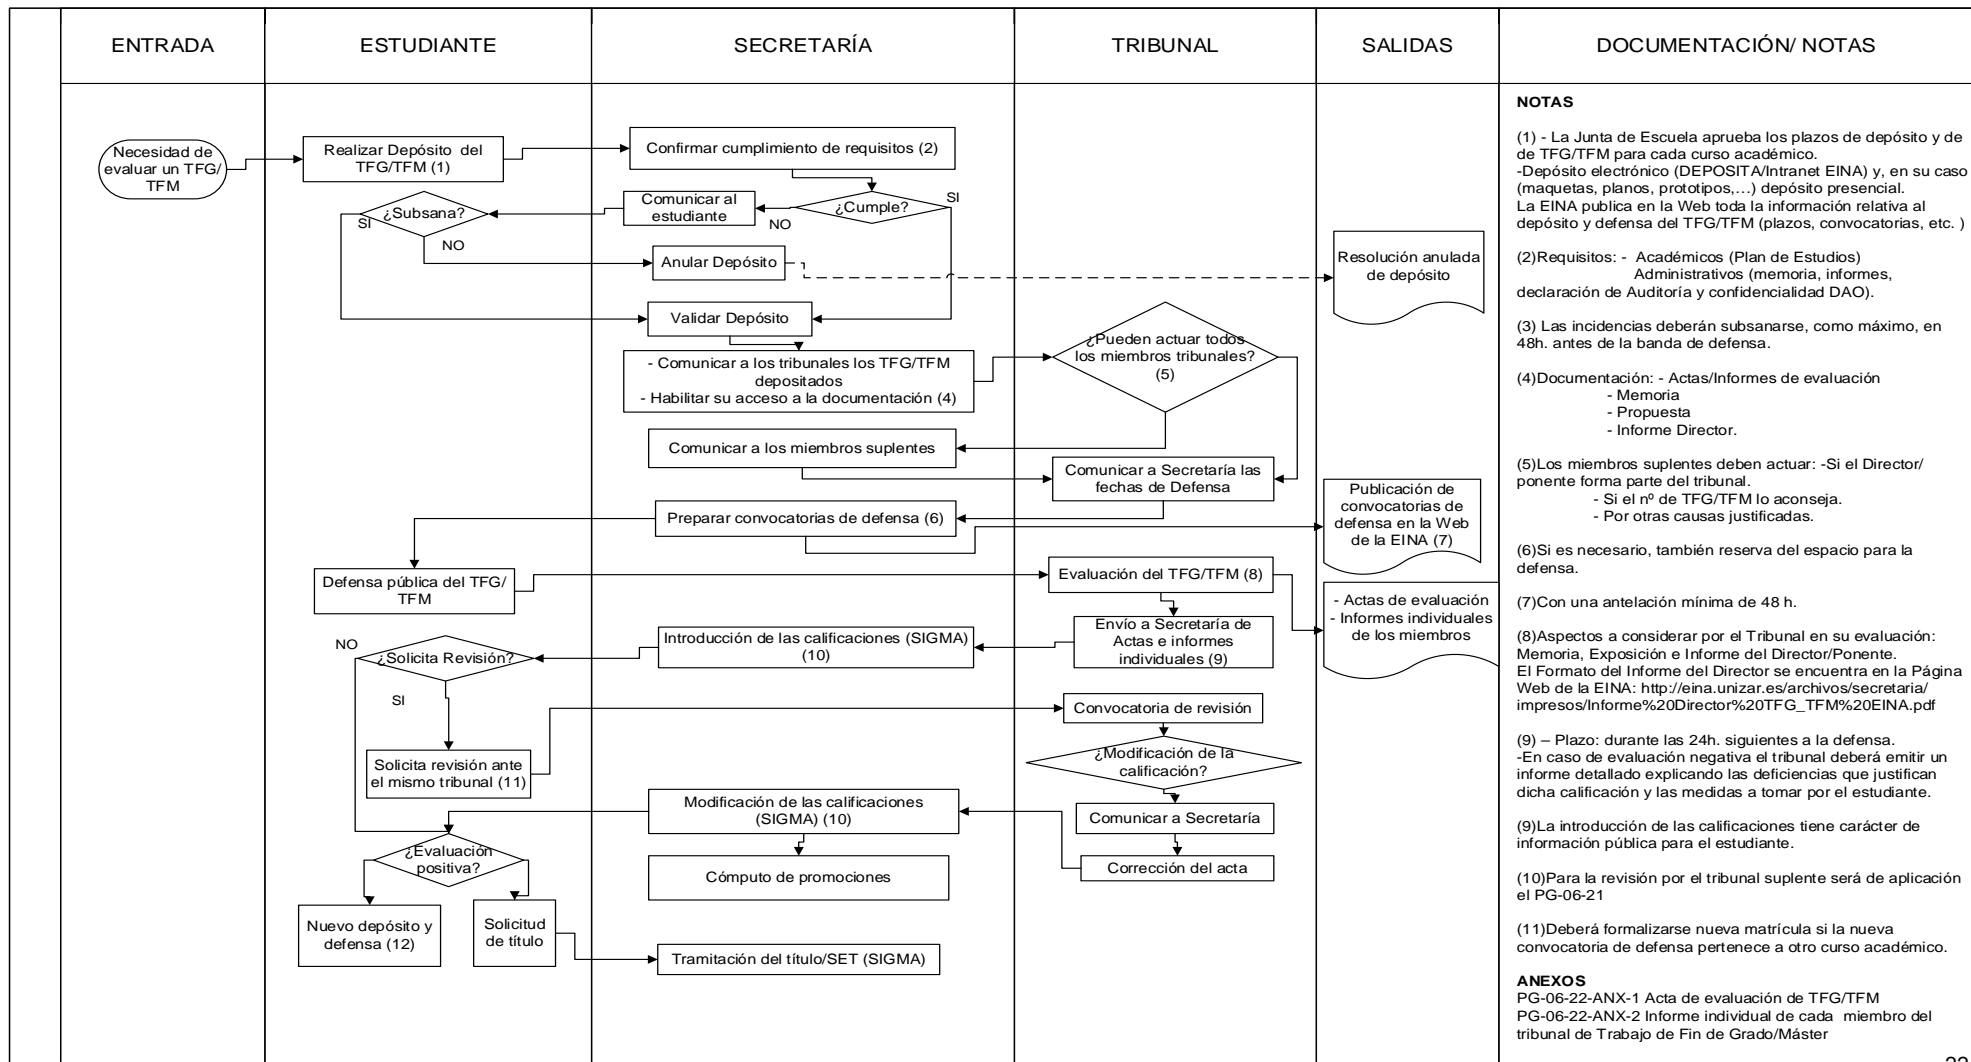 ENTRADA
ESTUDIANTE
SECRETARÍA
TRIBUNAL
SALIDAS
DOCUMENTACIÓN/ NOTAS
Necesidad de
evaluar un TFG/
TFM
Realizar Depósito del
TFG/TFM (1)
Confirmar cumplimiento de requisitos (2)
¿Cumple?
SI
NO
Comunicar al
estudiante
¿Subsana?
SI
NO
Anular Depósito
Resolución anulada
de depósito
Validar Depósito
- Comunicar a los tribunales los TFG/TFM
depositados
- Habilitar su acceso a la documentación (4)
¿Pueden actuar todos
los miembros tribunales?
(5)
Comunicar a los miembros suplentes
Comunicar a Secretaría las
fechas de Defensa
Preparar convocatorias de defensa (6)
Publicación de
convocatorias de
defensa en la Web
de la EINA (7)
Defensa pública del TFG/
TFM
Evaluación del TFG/TFM (8)
- Actas de evaluación
- Informes individuales
de los miembros
Envío a Secretaría de
Actas e informes
individuales (9)
Introducción de las calificaciones (SIGMA)
(10)
¿Solicita Revisión?
NO
SI
Solicita revisión ante
el mismo tribunal (11)
Convocatoria de revisión
¿Modificación de la
calificación?
Comunicar a Secretaría
Corrección del acta
Modificación de las calificaciones
(SIGMA) (10)
Cómputo de promociones
¿Evaluación
positiva?
Nuevo depósito y
defensa (12)
Solicitud
de título
Tramitación del título/SET (SIGMA)
NOTAS
(1) - La Junta de Escuela aprueba los plazos de depósito y de
de TFG/TFM para cada curso académico.
-Depósito electrónico (DEPOSITA/Intranet EINA) y, en su caso
(maquetas, planos, prototipos,...) depósito presencial.
La EINA publica en la Web toda la información relativa al
depósito y defensa del TFG/TFM (plazos, convocatorias, etc. )
(2)Requisitos: - Académicos (Plan de Estudios)
Administrativos (memoria, informes,
declaración de Auditoría y confidencialidad DAO).
(3) Las incidencias deberán subsanarse, como máximo, en
48h. antes de la banda de defensa.
(4)Documentación: - Actas/Informes de evaluación
- Memoria
- Propuesta
- Informe Director.
(5)Los miembros suplentes deben actuar: -Si el Director/
ponente forma parte del tribunal.
- Si el nº de TFG/TFM lo aconseja.
- Por otras causas justificadas.
(6)Si es necesario, también reserva del espacio para la
defensa.
(7)Con una antelación mínima de 48 h.
(8)Aspectos a considerar por el Tribunal en su evaluación:
Memoria, Exposición e Informe del Director/Ponente.
El Formato del Informe del Director se encuentra en la Página
Web de la EINA: http://eina.unizar.es/archivos/secretaria/
impresos/Informe%20Director%20TFG_TFM%20EINA.pdf
(9) – Plazo: durante las 24h. siguientes a la defensa.
-En caso de evaluación negativa el tribunal deberá emitir un
informe detallado explicando las deficiencias que justifican
dicha calificación y las medidas a tomar por el estudiante.
(9)La introducción de las calificaciones tiene carácter de
información pública para el estudiante.
(10)Para la revisión por el tribunal suplente será de aplicación
el PG-06-21
(11)Deberá formalizarse nueva matrícula si la nueva
convocatoria de defensa pertenece a otro curso académico.
ANEXOS
PG-06-22-ANX-1 Acta de evaluación de TFG/TFM
PG-06-22-ANX-2 Informe individual de cada miembro del
tribunal de Trabajo de Fin de Grado/Máster